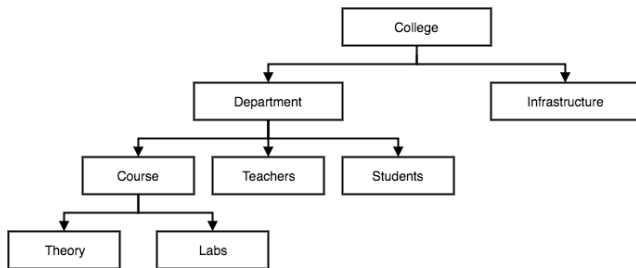 College
Department
Infrastructure
Course
Teachers
Students
Theory
Labs